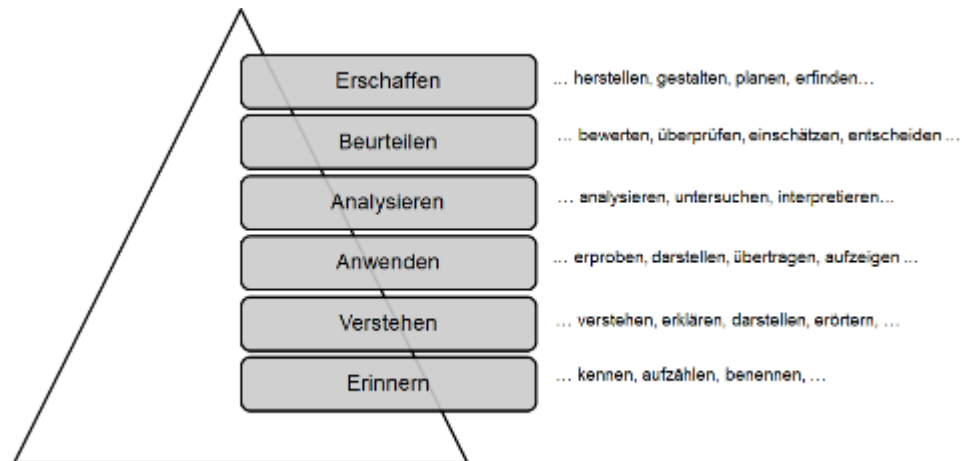 Erschaffen
... herstellen, gestalten, planen, erfinden...
Beurteilen
... bewerten, überprüfen, einschätzen, entscheiden ...
Analysieren
... analysieren, untersuchen, interpretieren...
Anwenden
... erproben, darstellen, übertragen, aufzeigen ...
Verstehen
... verstehen, erklären, darstellen, erörtern, ...
Erinnern
... kennen, aufzählen, benennen, ...